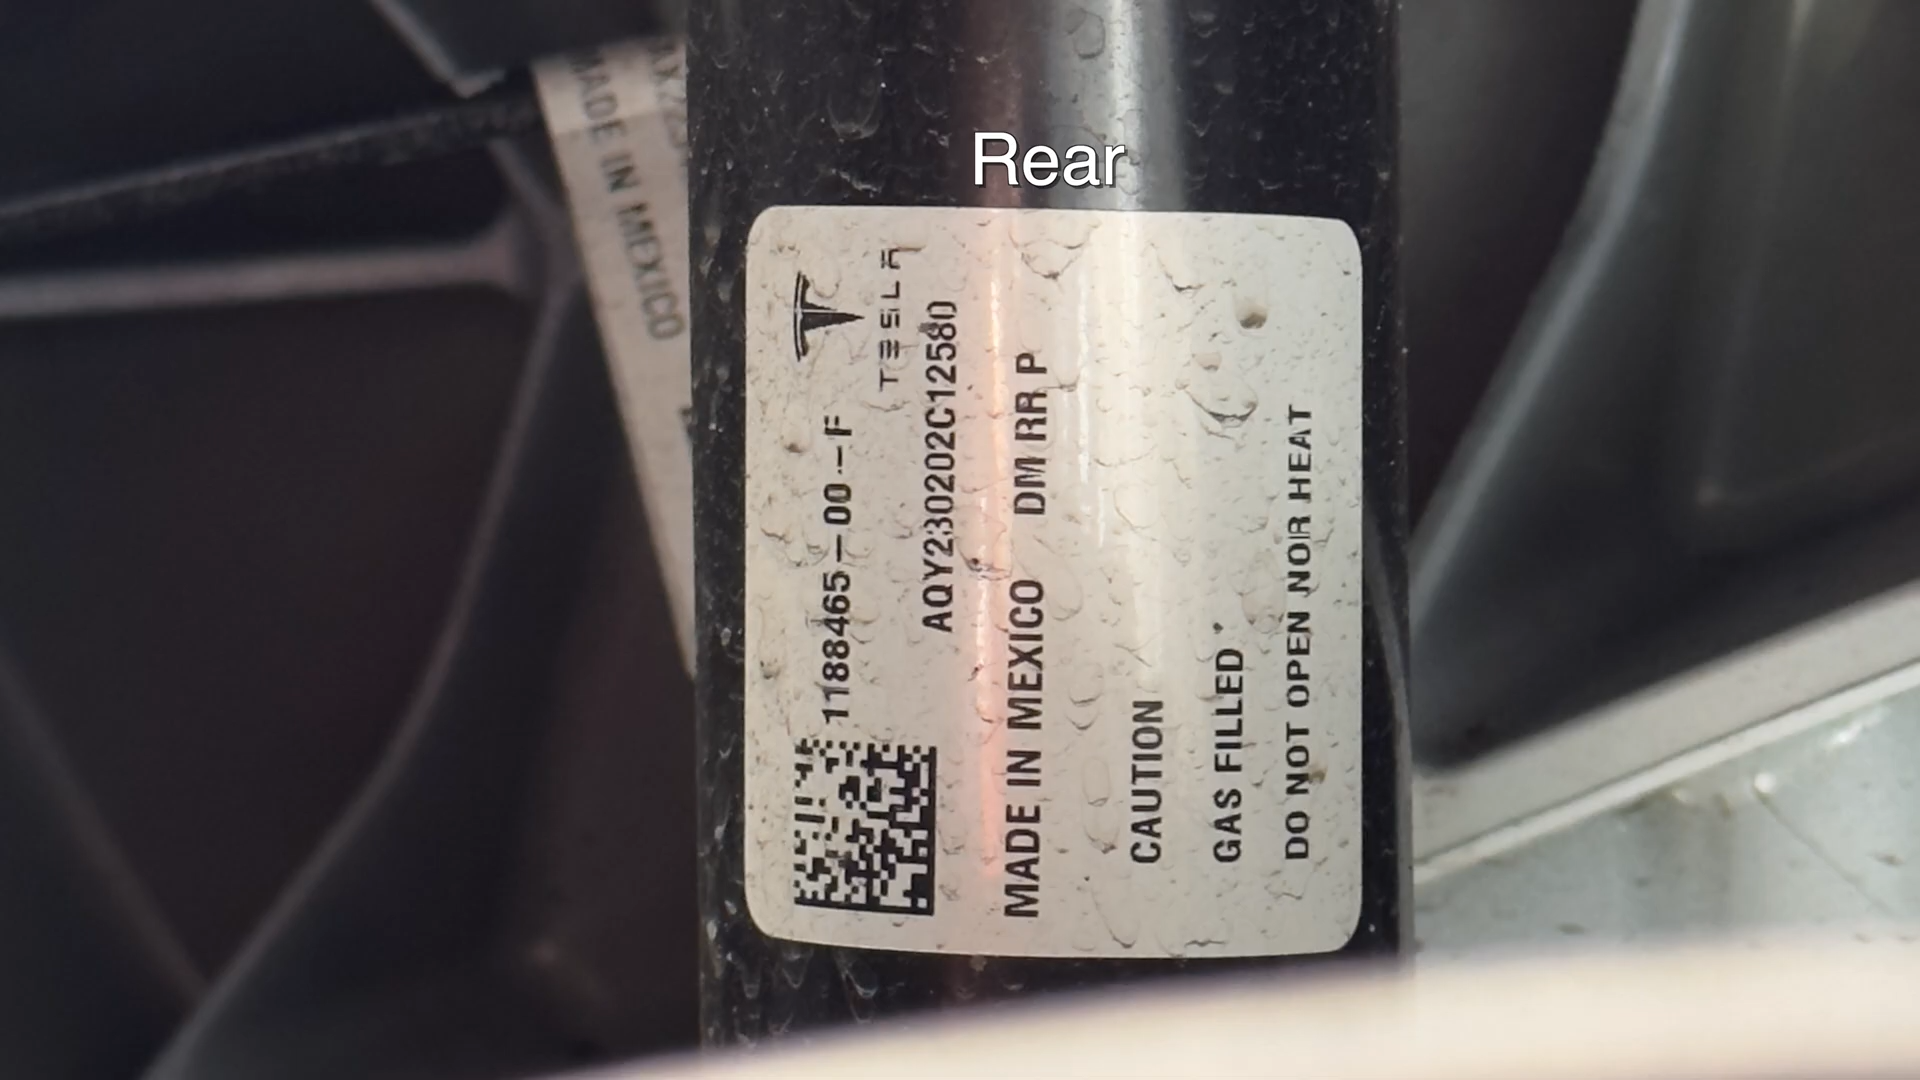 Rear
1188465-00-F
TESLA
AQY230202C12580
MADE IN MEXICO DM RR P
CAUTION
GAS FILLED
DO NOT OPEN NOR HEAT
MADE IN MEXICO